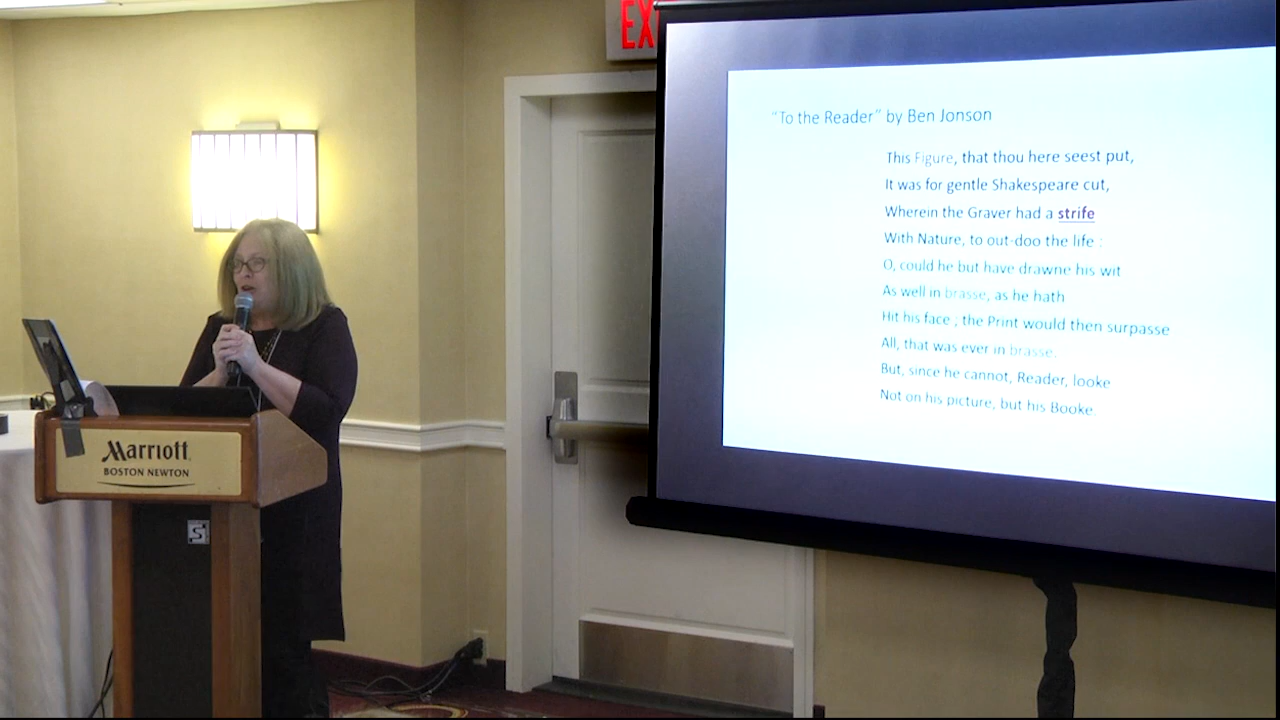 EX
"To the Reader" by Ben Jonson
This Figure, that thou here seest put,
It was for gentle Shakespeare cut,
Wherein the Graver had a strife
With Nature, to out-doo the life :
O, could he but have drawne his wit
As well in brasse, as he hath
Hit his face ; the Print would then surpasse
All, that was ever in brasse.
But, since he cannot, Reader, looke
Not on his picture, but his Booke.
Marriott
BOSTON NEWTON
S